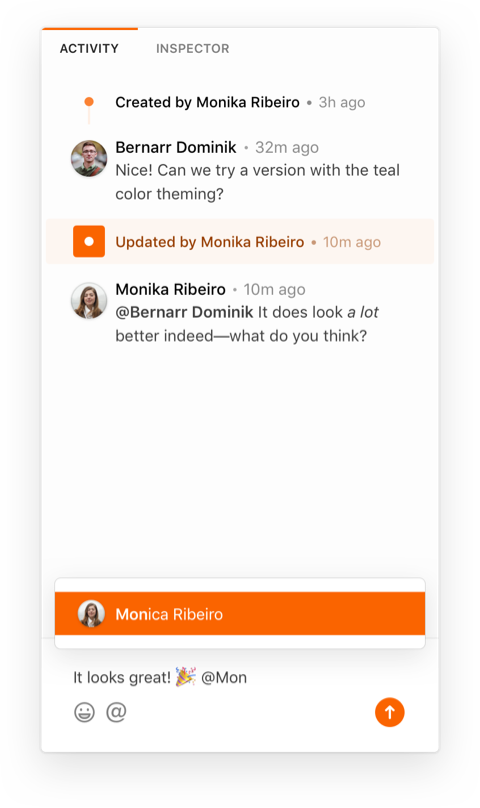 ACTIVITY INSPECTOR
Created by Monika Ribeiro • 3h ago
Bernarr Dominik • 32m ago
Nice! Can we try a version with the teal
color theming?
Updated by Monika Ribeiro • 10m ago
Monika Ribeiro • 10m ago
@Bernarr Dominik It does look a lot
better indeed—what do you think?
Monica Ribeiro
It looks great! 🎉 @Mon
@